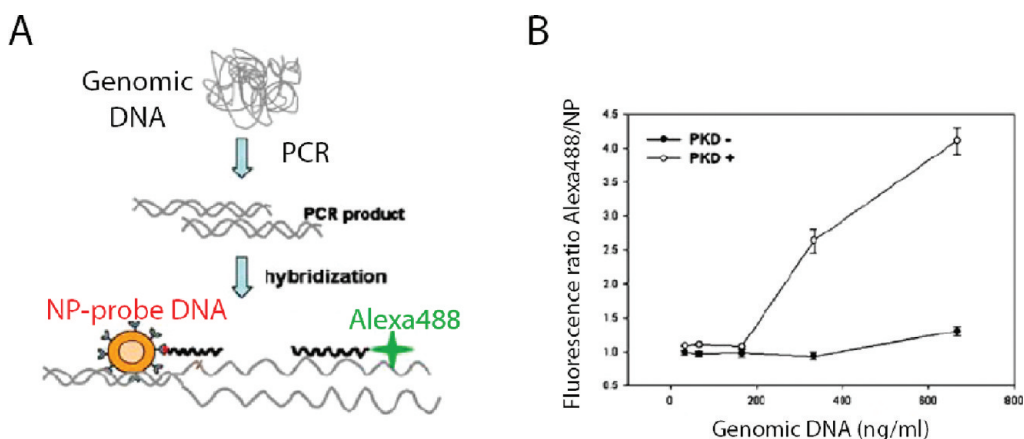 A
Genomic
DNA
PCR
PCR product
hybridization
NP-probe DNA
Alexa488
B
Fluorescence ratio Alexa488/NP
4.5
4.0
3.5
3.0
2.5
2.0
1.5
1.0
0.5
PKD -
PKD +
0
200
400
600
800
Genomic DNA (ng/ml)